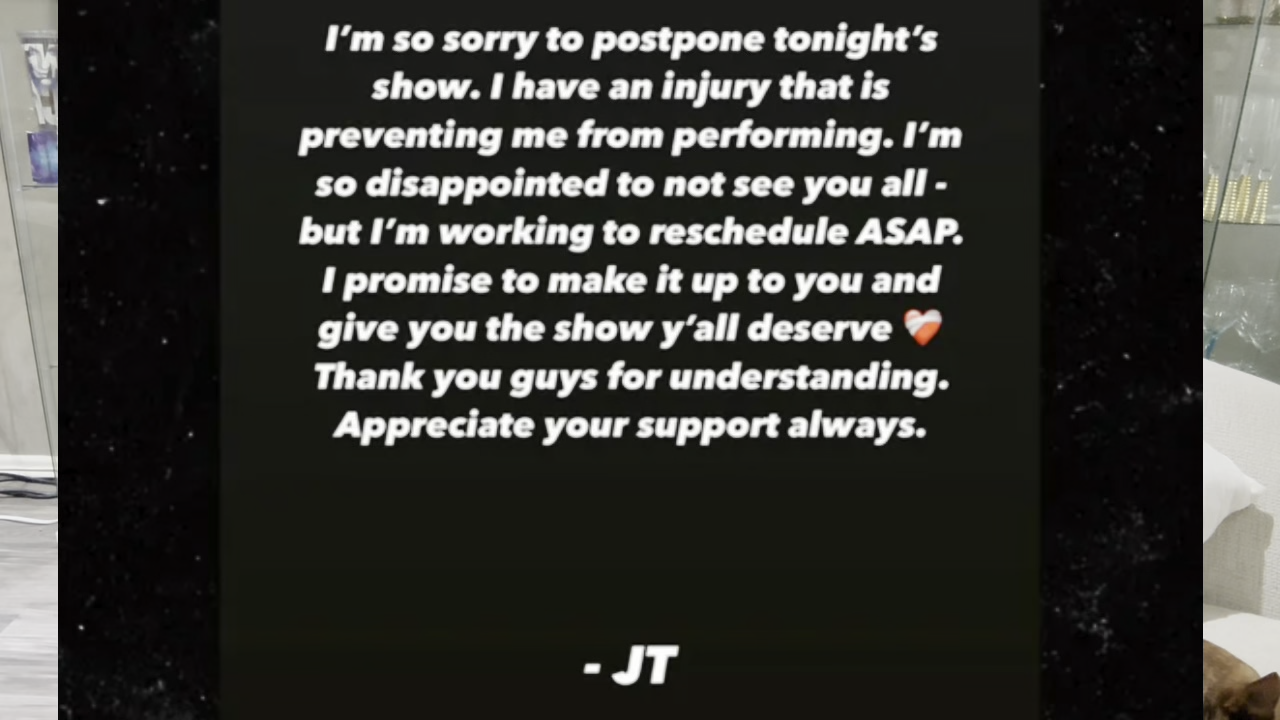 I’m so sorry to postpone tonight’s
show. I have an injury that is
preventing me from performing. I’m
so disappointed to not see you all -
but I’m working to reschedule ASAP.
I promise to make it up to you and
give you the show y’all deserve ❤️‍🩹
Thank you guys for understanding.
Appreciate your support always.
- JT